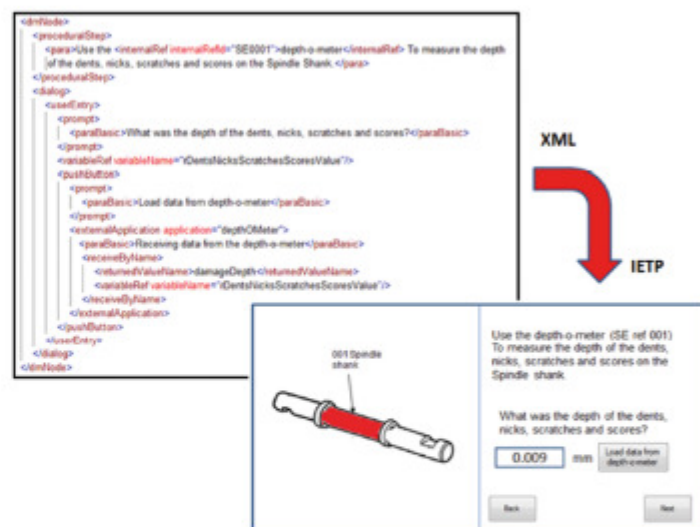 <dmNode>
<proceduralStep>
<para>Use the <internalRef internalRefId="SE0001">depth-o-meter</internalRef> To measure the depth
of the dents, nicks, scratches and scores on the Spindle Shank.</para>
</proceduralStep>
<dialog>
<userEntry>
<prompt>
<paraBasic>What was the depth of the dents, nicks, scratches and scores?</paraBasic>
</prompt>
<variableRef variableName="rDentsNicksScratchesScoresValue"/>
<pushButton>
<prompt>
<paraBasic>Load data from depth-o-meter</paraBasic>
</prompt>
<externalApplication application="depthOMeter">
<paraBasic>Receiving data from the depth-o-meter</paraBasic>
<receiveByName>
<returnedValueName>damageDepth</returnedValueName>
<variableRef variableName="rDentsNicksScratchesScoresValue"/>
</receiveByName>
</externalApplication>
</pushButton>
</userEntry>
</dialog>
</dmNode>
XML
IETP
001 Spindle
shank
Use the depth-o-meter (SE ref 001)
To measure the depth of the dents,
nicks, scratches and scores on the
Spindle shank
What was the depth of the dents,
nicks, scratches and scores?
0.009 mm
Load data from
depth-o-meter
Back
Next